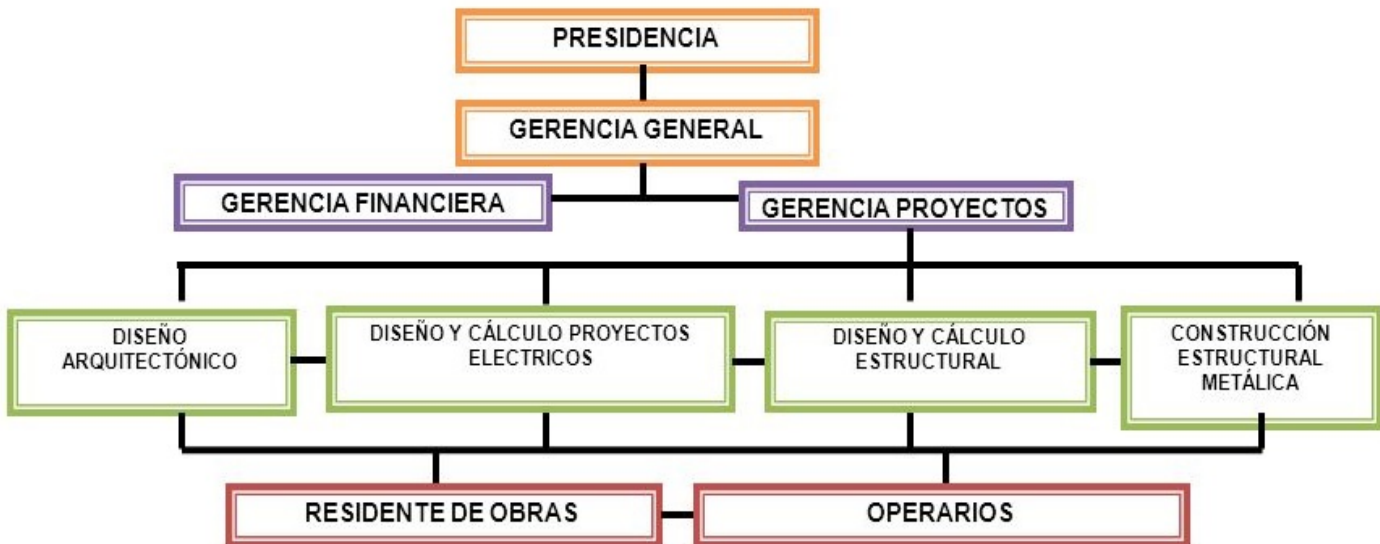 PRESIDENCIA
GERENCIA GENERAL
GERENCIA FINANCIERA
GERENCIA PROYECTOS
DISEÑO
ARQUITECTÓNICO
DISEÑO Y CÁLCULO PROYECTOS
ELECTRICOS
DISEÑO Y CÁLCULO
ESTRUCTURAL
CONSTRUCCIÓN
ESTRUCTURAL
METÁLICA
RESIDENTE DE OBRAS
OPERARIOS